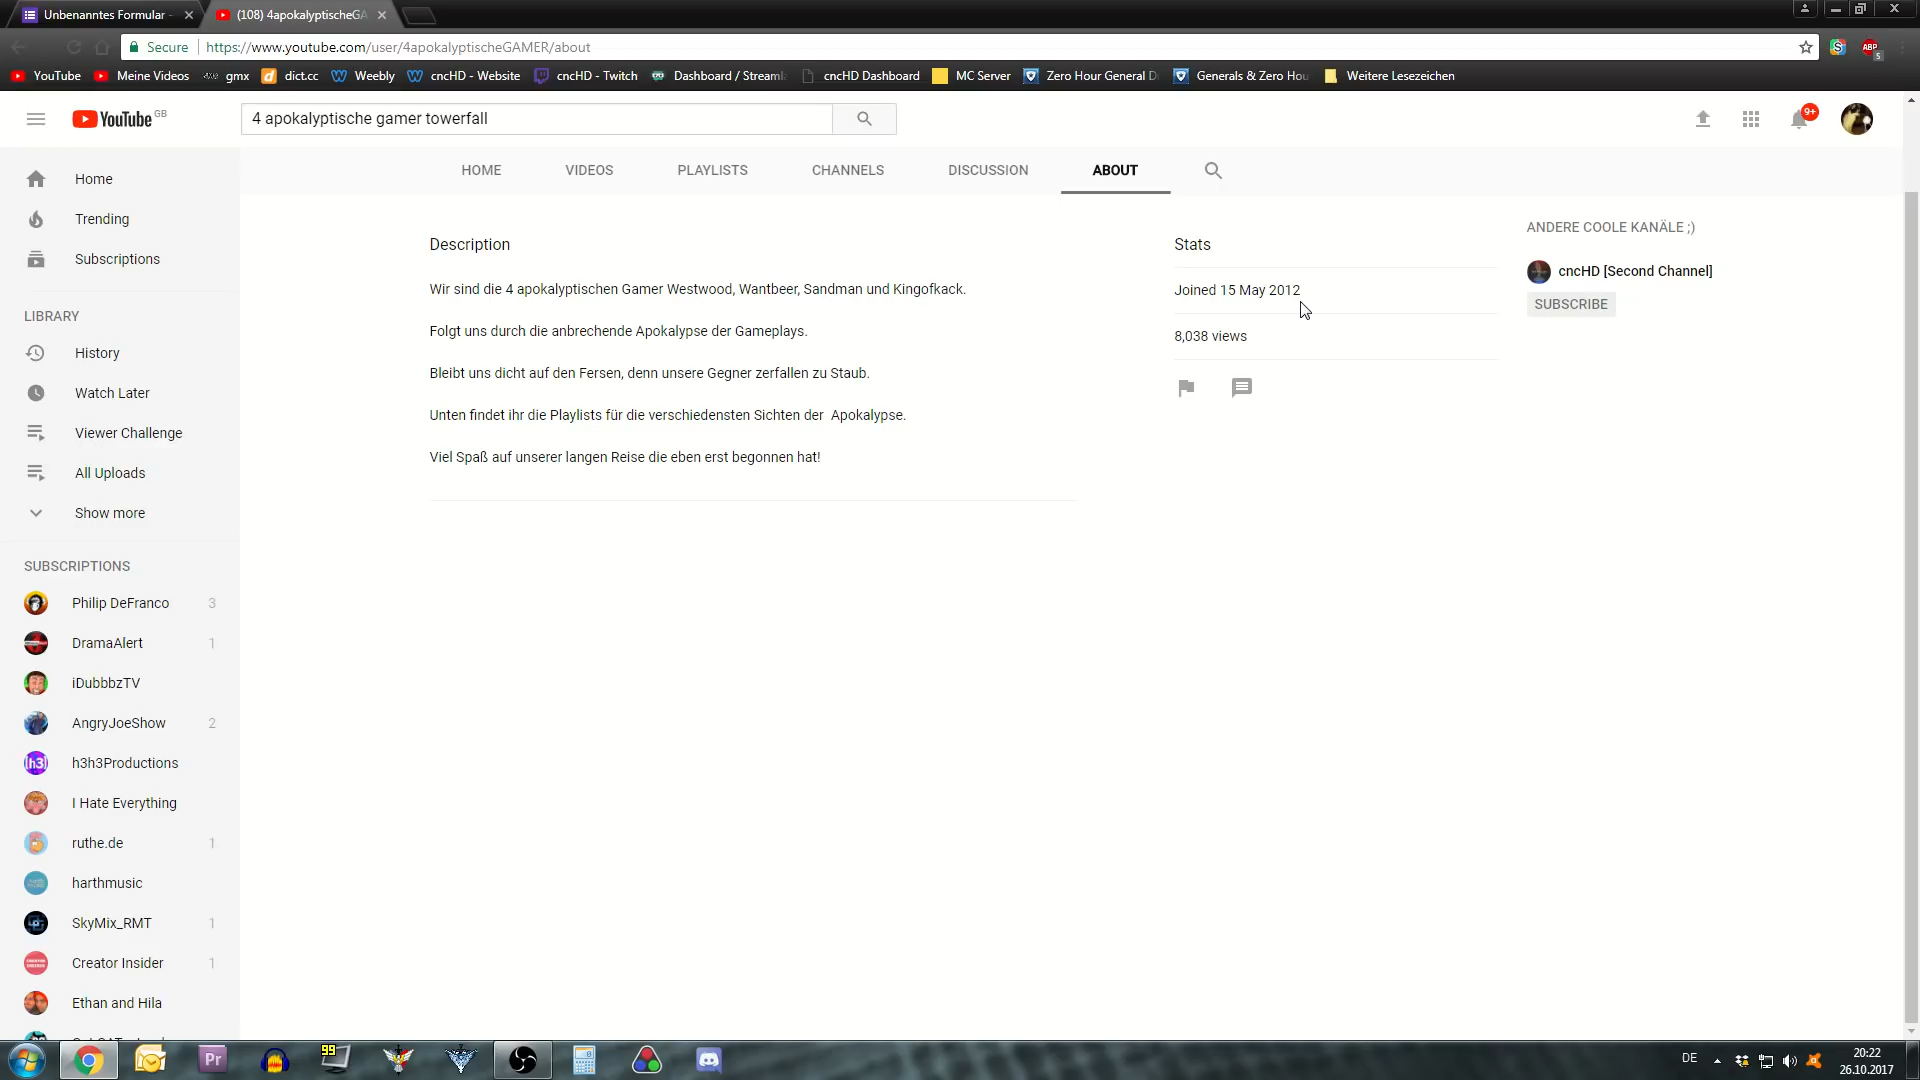 Unbenanntes Formular -
(108) 4apokalyptischeGA
Secure
https://www.youtube.com/user/4apokalyptischeGAMER/about
ABP
5
YouTube
Meine Videos
gmx
dict.cc
Weebly
cncHD - Website
cncHD - Twitch
Dashboard / Streamla
cncHD Dashboard
MC Server
Zero Hour General D
Generals & Zero Hou
Weitere Lesezeichen
YouTube GB
4 apokalyptische gamer towerfall
9+
HOME
VIDEOS
PLAYLISTS
CHANNELS
DISCUSSION
ABOUT
Home
Trending
Subscriptions
LIBRARY
History
Watch Later
Viewer Challenge
All Uploads
Show more
SUBSCRIPTIONS
Philip DeFranco 3
DramaAlert 1
iDubbbzTV
AngryJoeShow 2
h3h3Productions
I Hate Everything
ruthe.de 1
harthmusic
SkyMix_RMT 1
Creator Insider 1
Ethan and Hila
Description
Wir sind die 4 apokalyptischen Gamer Westwood, Wantbeer, Sandman und Kingofkack.
Folgt uns durch die anbrechende Apokalypse der Gameplays.
Bleibt uns dicht auf den Fersen, denn unsere Gegner zerfallen zu Staub.
Unten findet ihr die Playlists für die verschiedensten Sichten der  Apokalypse.
Viel Spaß auf unserer langen Reise die eben erst begonnen hat!
Stats
Joined 15 May 2012
8,038 views
ANDERE COOLE KANÄLE ;)
cncHD [Second Channel]
SUBSCRIBE
Pr
99
DE
20:22
26.10.2017